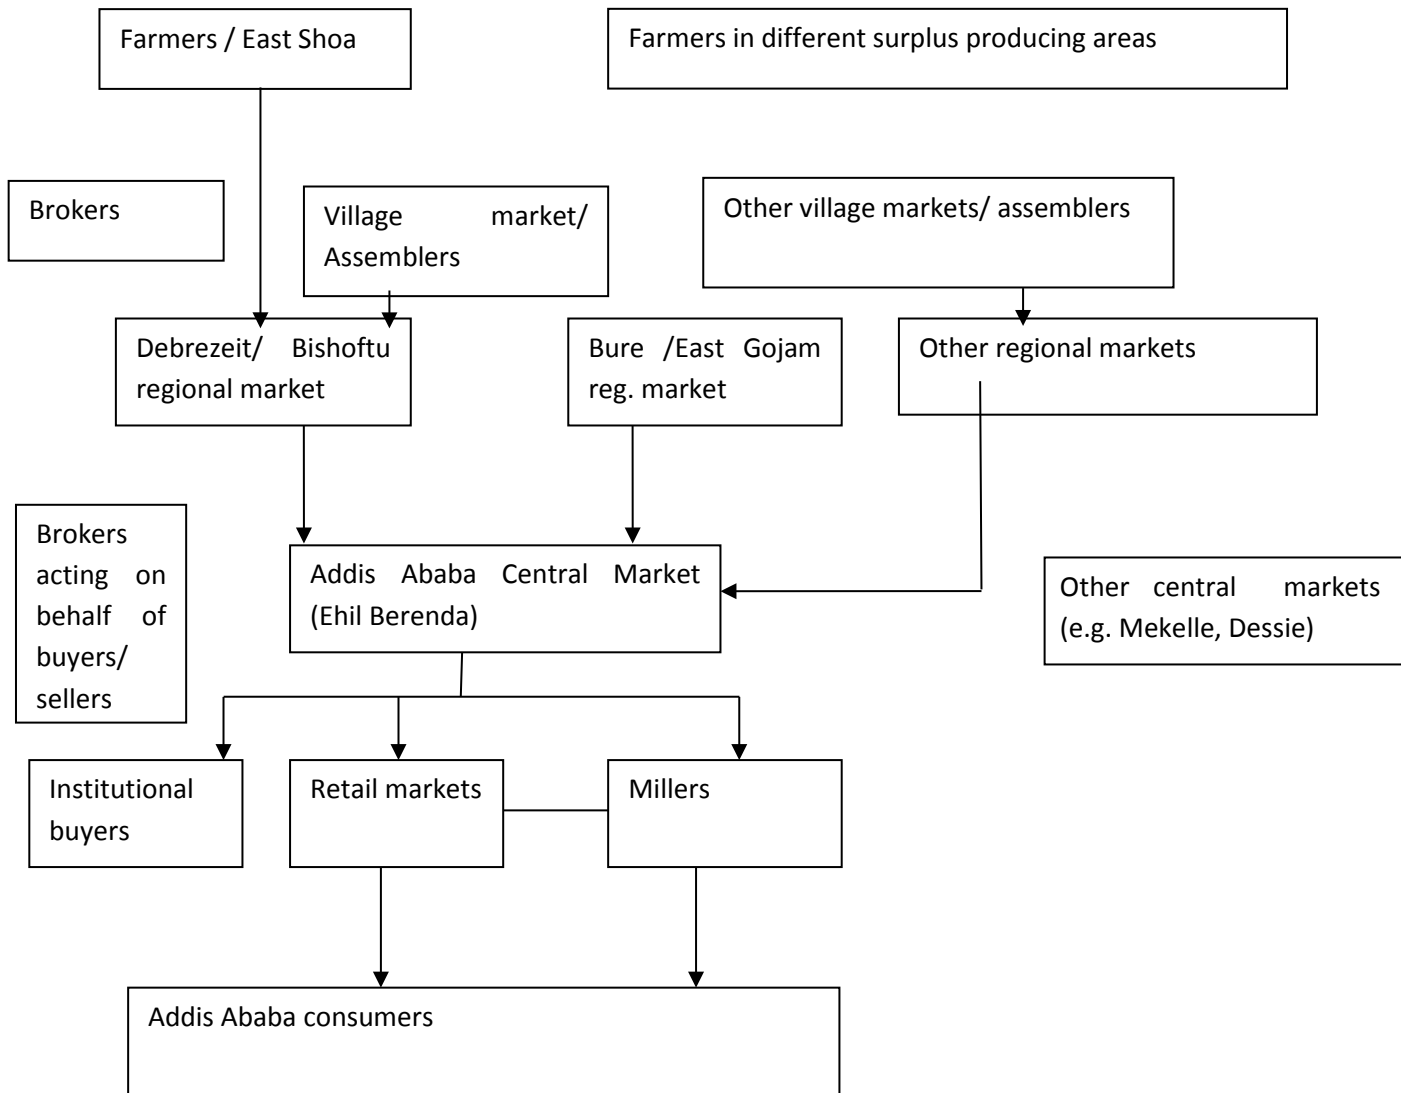 Farmers / East Shoa
Farmers in different surplus producing areas
Brokers
Village market/
Assemblers
Other village markets/ assemblers
Debrezeit/ Bishoftu
regional market
Bure /East Gojam
reg. market
Other regional markets
Brokers
acting on
behalf of
buyers/
sellers
Addis Ababa Central Market
(Ehil Berenda)
Other central markets
(e.g. Mekelle, Dessie)
Institutional
buyers
Retail markets
Millers
Addis Ababa consumers